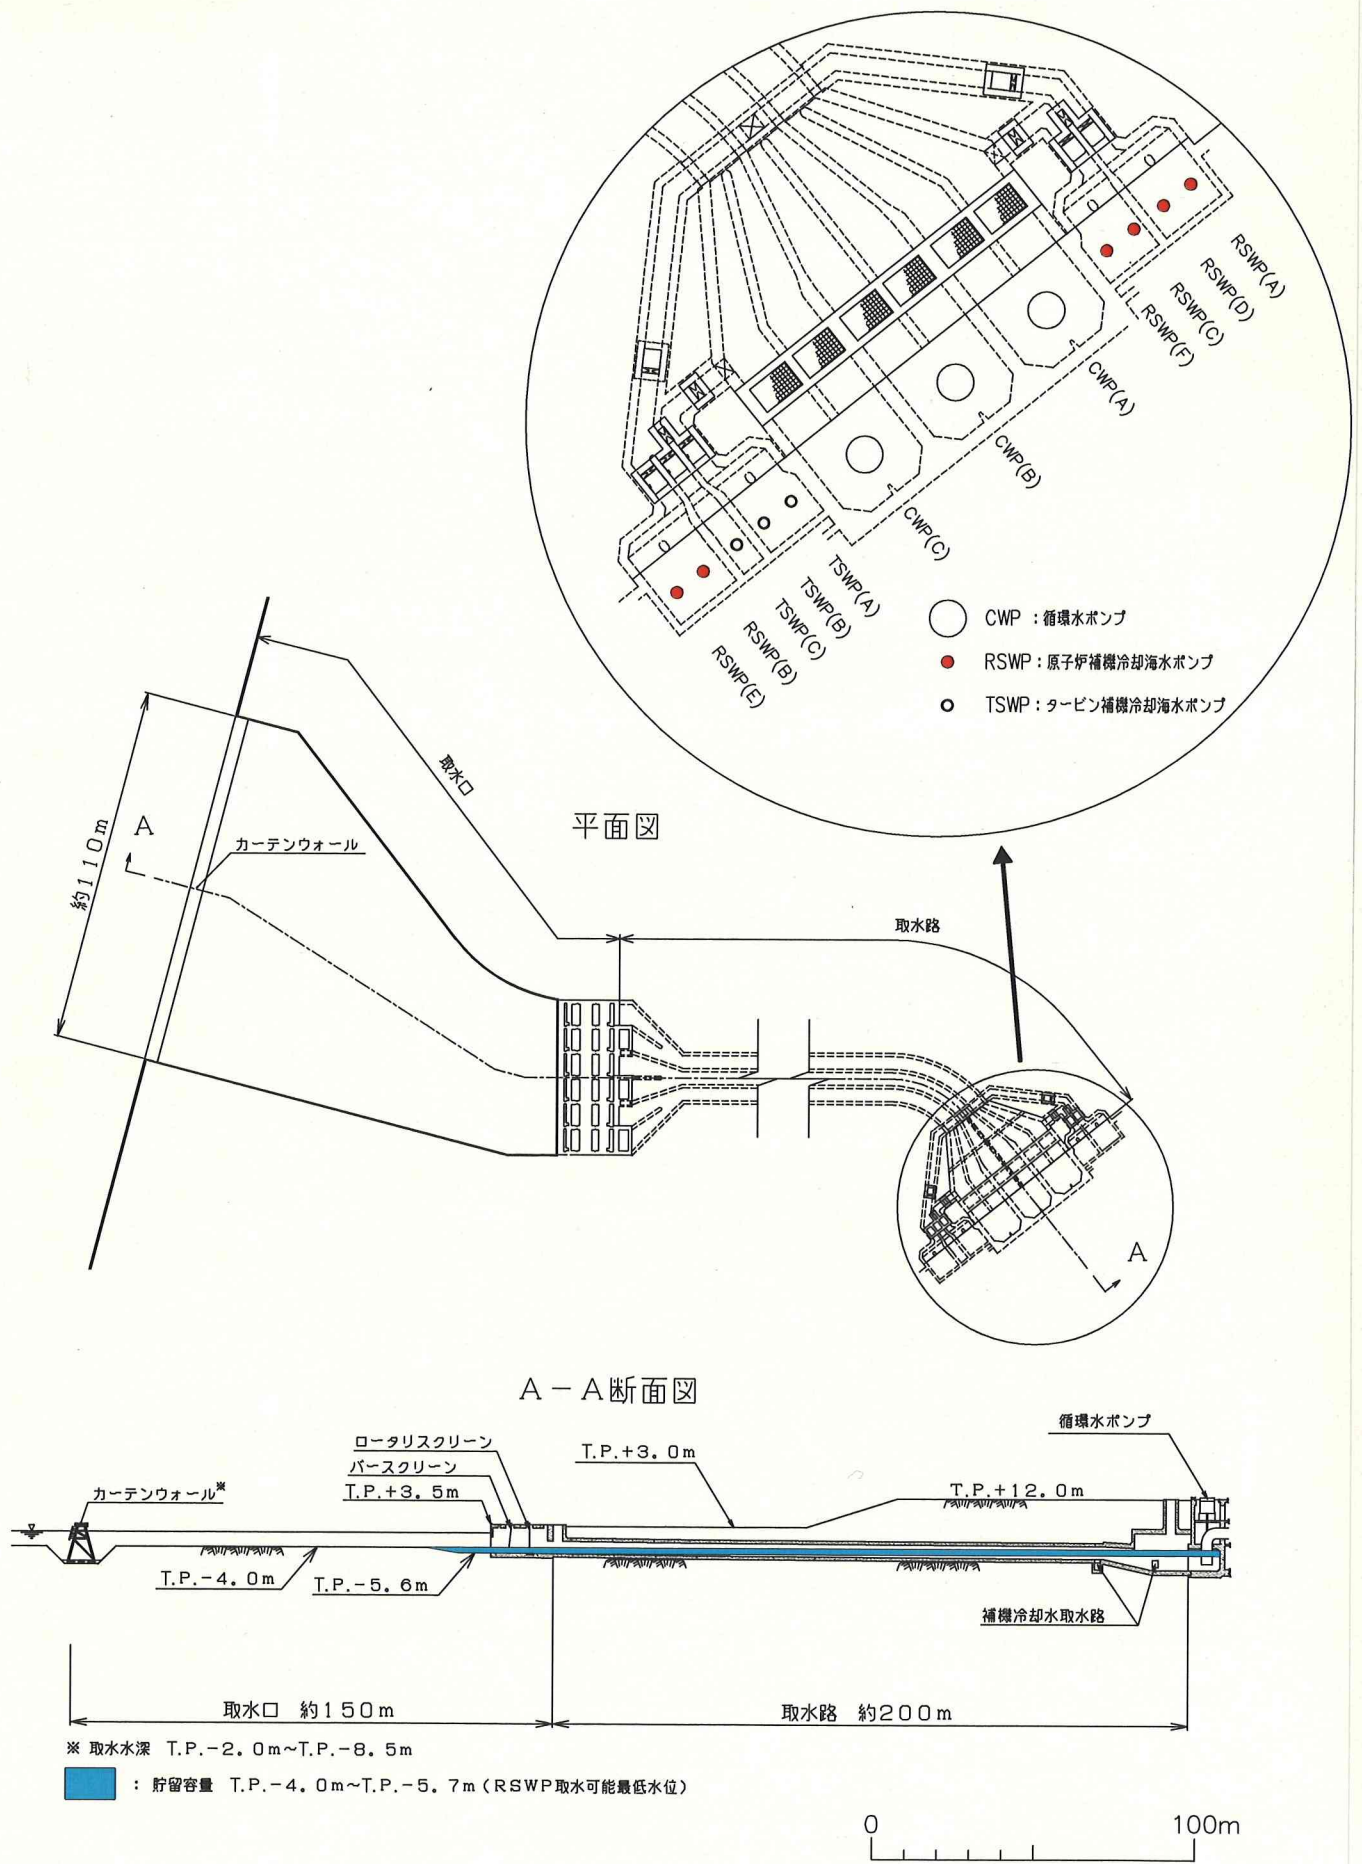 RSWP(A)
RSWP(D)
RSWP(C)
RSWP(F)
CWP(A)
CWP(B)
CWP(C)
TSWP(A)
TSWP(B)
TSWP(C)
RSWP(B)
RSWP(E)
CWP：循環水ポンプ
RSWP：原子炉補機冷却海水ポンプ
TSWP：タービン補機冷却海水ポンプ
取水口
平面図
A
カーテンウォール
約110m
取水路
A
A－A断面図
循環水ポンプ
ロータリスクリーン
バースクリーン
T.P.+3.5m
T.P.+3.0m
T.P.+12.0m
カーテンウォール※
T.P.-4.0m
T.P.-5.6m
補機冷却水取水路
取水口 約150m
取水路 約200m
※ 取水水深 T.P.-2.0m~T.P.-8.5m
：貯留容量 T.P.-4.0m~T.P.-5.7m(RSWP取水可能最低水位)
0 100m